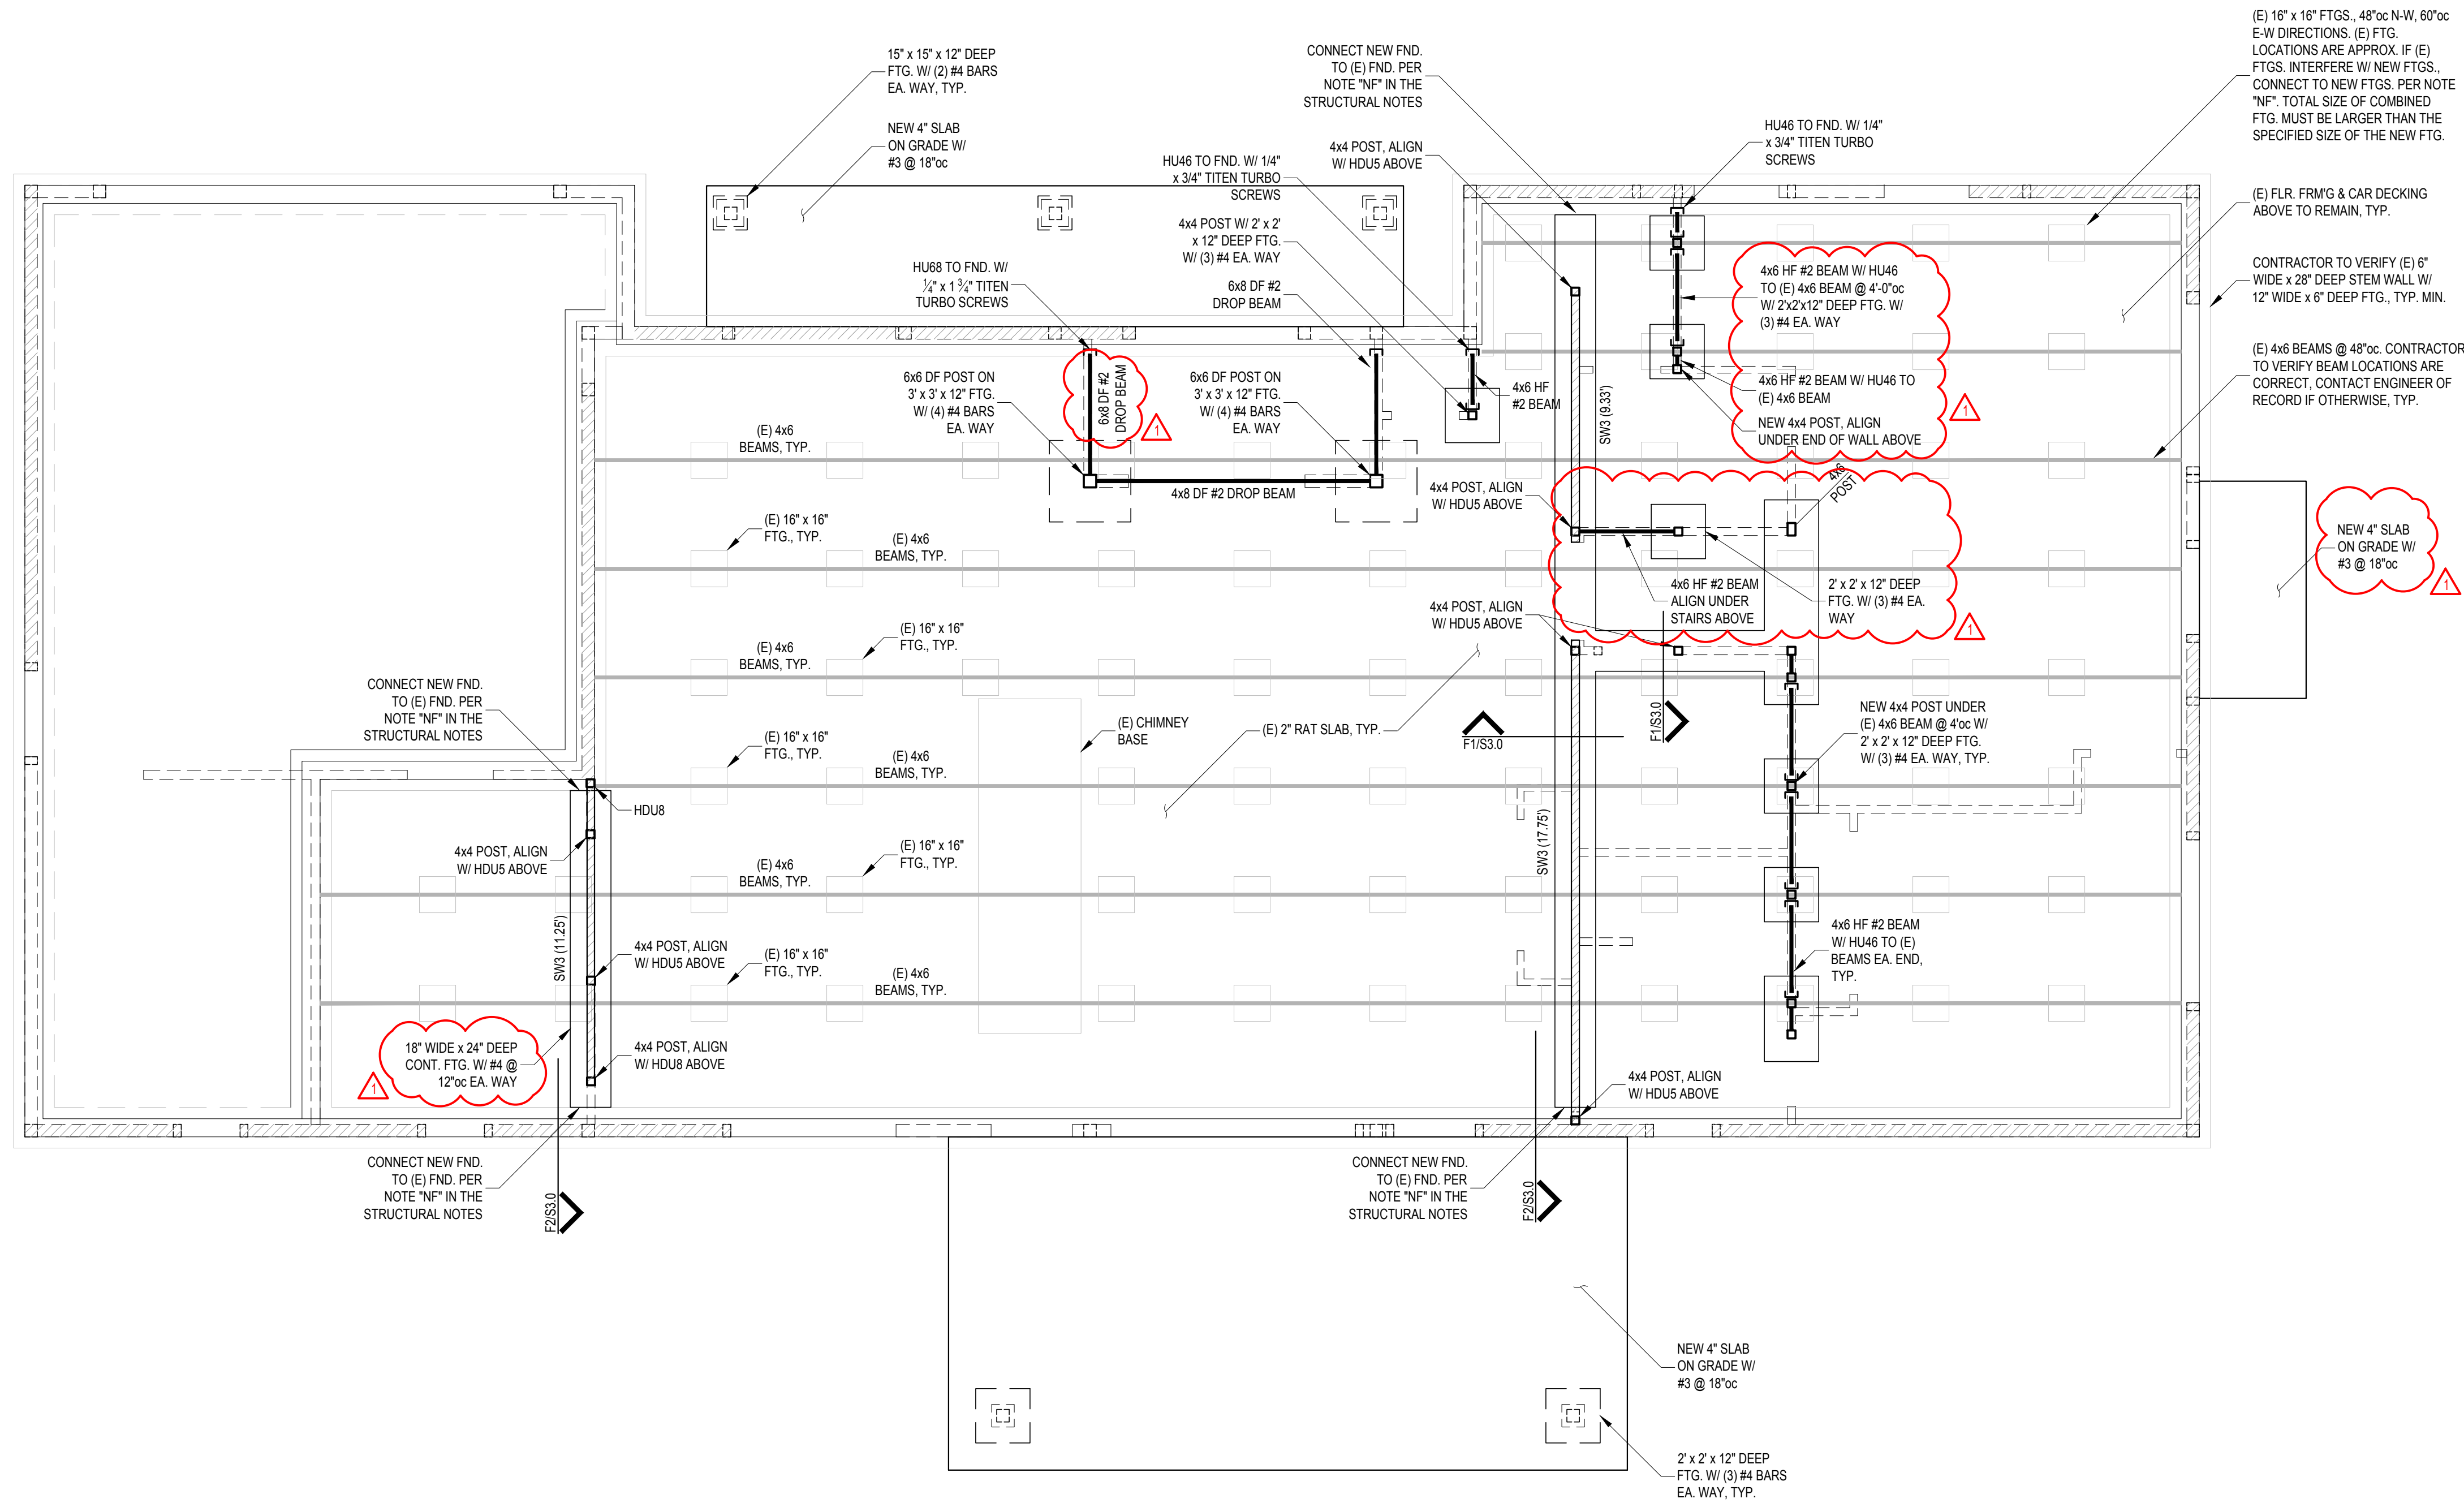 15" x 15" x 12" DEEP
FTG. W/ (2) #4 BARS
EA. WAY, TYP.
NEW 4" SLAB
ON GRADE W/
#3 @ 18"oc
CONNECT NEW FND.
TO (E) FND. PER
NOTE "NF" IN THE
STRUCTURAL NOTES
4x4 POST, ALIGN
W/ HDU5 ABOVE
HU46 TO FND. W/ 1/4"
x 3/4" TITEN TURBO
SCREWS
4x4 POST W/ 2' x 2'
x 12" DEEP FTG.
W/ (3) #4 EA. WAY
6x8 DF #2
DROP BEAM
HU68 TO FND. W/
1/4" x 1 3/4" TITEN
TURBO SCREWS
HU46 TO FND. W/ 1/4"
x 3/4" TITEN TURBO
SCREWS
(E) 16" x 16" FTGS., 48"oc N-W, 60"oc
E-W DIRECTIONS. (E) FTG.
LOCATIONS ARE APPROX. IF (E)
FTGS. INTERFERE W/ NEW FTGS.,
CONNECT TO NEW FTGS. PER NOTE
"NF". TOTAL SIZE OF COMBINED
FTG. MUST BE LARGER THAN THE
SPECIFIED SIZE OF THE NEW FTG.
(E) FLR. FRM'G & CAR DECKING
ABOVE TO REMAIN, TYP.
CONTRACTOR TO VERIFY (E) 6"
WIDE x 28" DEEP STEM WALL W/
12" WIDE x 6" DEEP FTG., TYP. MIN.
(E) 4x6 BEAMS @ 48"oc. CONTRACTOR
TO VERIFY BEAM LOCATIONS ARE
CORRECT, CONTACT ENGINEER OF
RECORD IF OTHERWISE, TYP.
4x6 HF #2 BEAM W/ HU46
TO (E) 4x6 BEAM @ 4'-0"oc
W/ 2'x2'x12" DEEP FTG. W/
(3) #4 EA. WAY
4x6 HF #2 BEAM W/ HU46 TO
(E) 4x6 BEAM
NEW 4x4 POST, ALIGN
UNDER END OF WALL ABOVE
1
6x6 DF POST ON
3' x 3' x 12" FTG.
W/ (4) #4 BARS
EA. WAY
6x8 DF #2
DROP BEAM
1
6x6 DF POST ON
3' x 3' x 12" FTG.
W/ (4) #4 BARS
EA. WAY
4x6 HF
#2 BEAM
SW3 (9.33')
(E) 4x6
BEAMS, TYP.
4x8 DF #2 DROP BEAM
4x4 POST, ALIGN
W/ HDU5 ABOVE
4x6
POST
(E) 16" x 16"
FTG., TYP.
(E) 4x6
BEAMS, TYP.
4x6 HF #2 BEAM
ALIGN UNDER
STAIRS ABOVE
2' x 2' x 12" DEEP
FTG. W/ (3) #4 EA.
WAY
1
NEW 4" SLAB
ON GRADE W/
#3 @ 18"oc
1
4x4 POST, ALIGN
W/ HDU5 ABOVE
(E) 4x6
BEAMS, TYP.
(E) 16" x 16"
FTG., TYP.
CONNECT NEW FND.
TO (E) FND. PER
NOTE "NF" IN THE
STRUCTURAL NOTES
(E) 16" x 16"
FTG., TYP.
(E) 4x6
BEAMS, TYP.
(E) CHIMNEY
BASE
(E) 2" RAT SLAB, TYP.
F1/S3.0
F1/S3.0
NEW 4x4 POST UNDER
(E) 4x6 BEAM @ 4'oc W/
2' x 2' x 12" DEEP FTG.
W/ (3) #4 EA. WAY, TYP.
HDU8
4x4 POST, ALIGN
W/ HDU5 ABOVE
(E) 4x6
BEAMS, TYP.
(E) 16" x 16"
FTG., TYP.
SW3 (17.75')
SW3 (11.25')
4x4 POST, ALIGN
W/ HDU5 ABOVE
(E) 16" x 16"
FTG., TYP.
(E) 4x6
BEAMS, TYP.
4x6 HF #2 BEAM
W/ HU46 TO (E)
BEAMS EA. END,
TYP.
18" WIDE x 24" DEEP
CONT. FTG. W/ #4 @
12"oc EA. WAY
1
4x4 POST, ALIGN
W/ HDU8 ABOVE
4x4 POST, ALIGN
W/ HDU5 ABOVE
CONNECT NEW FND.
TO (E) FND. PER
NOTE "NF" IN THE
STRUCTURAL NOTES
F2/S3.0
CONNECT NEW FND.
TO (E) FND. PER
NOTE "NF" IN THE
STRUCTURAL NOTES
F2/S3.0
NEW 4" SLAB
ON GRADE W/
#3 @ 18"oc
2' x 2' x 12" DEEP
FTG. W/ (3) #4 BARS
EA. WAY, TYP.